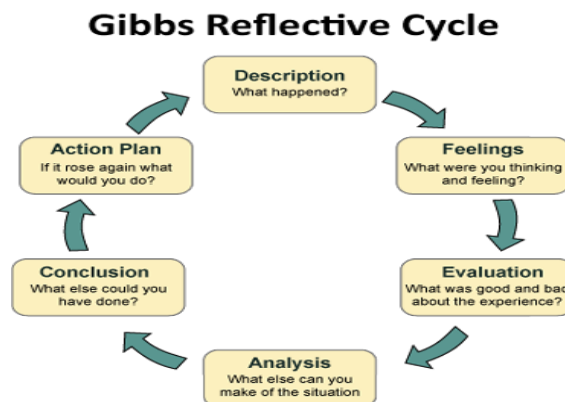 Gibbs Reflective Cycle
Description
What happened?
Feelings
What were you thinking
and feeling?
Evaluation
What was good and bad
about the experience?
Analysis
What else can you
make of the situation
Conclusion
What else could you
have done?
Action Plan
If it rose again what
would you do?